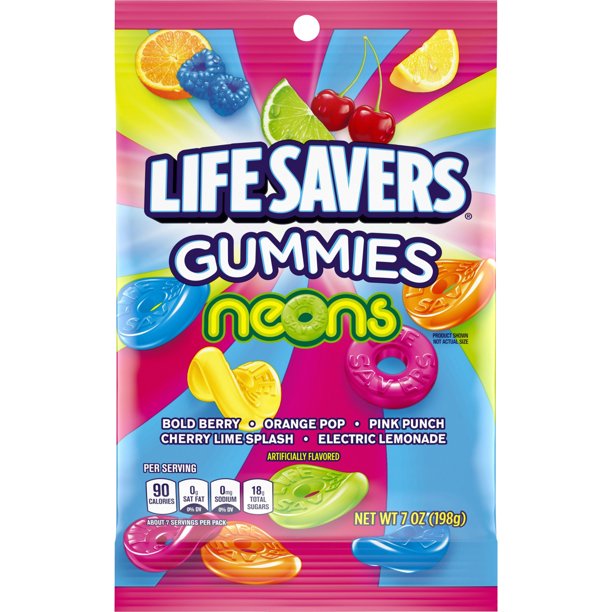 LIFE SAVERS®
GUMMIES
neons
PRODUCT SHOWN
NOT ACTUAL SIZE
BOLD BERRY • ORANGE POP • PINK PUNCH
CHERRY LIME SPLASH • ELECTRIC LEMONADE
ARTIFICIALLY FLAVORED
PER SERVING
90 CALORIES
0g SAT FAT 0% DV
0mg SODIUM 0% DV
18g TOTAL SUGARS
ABOUT 7 SERVINGS PER PACK
NET WT 7 OZ (198g)